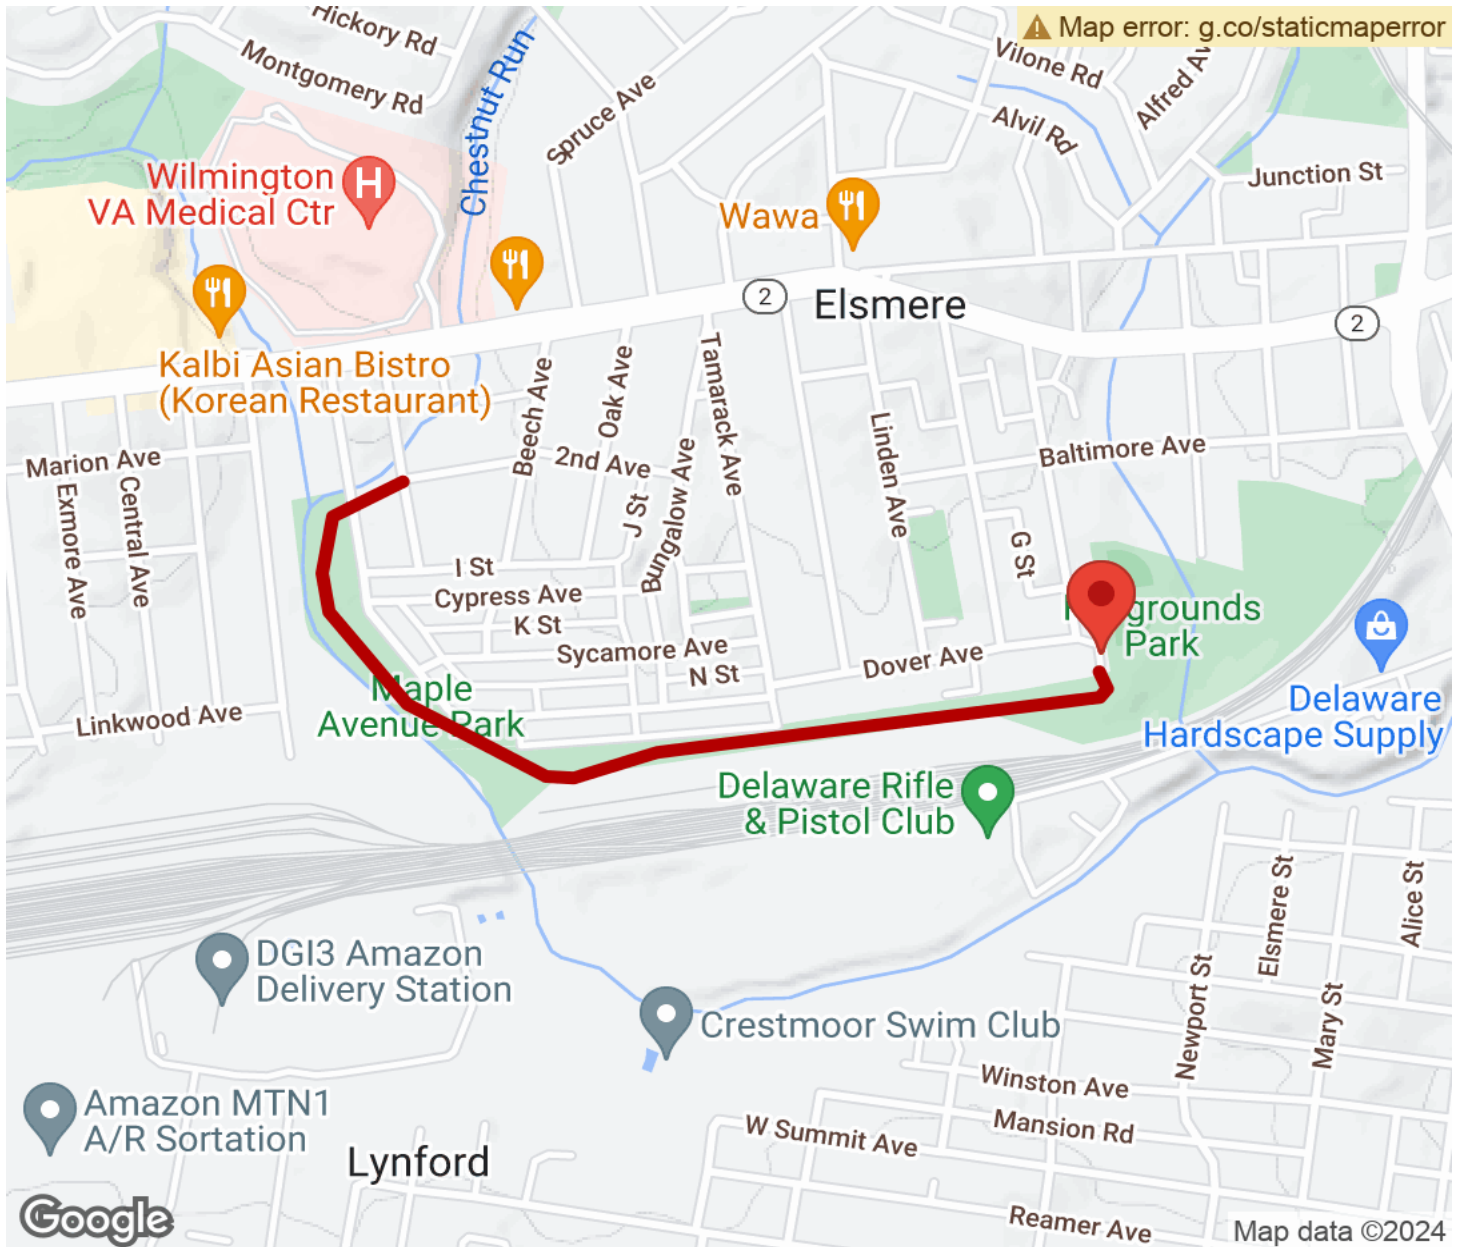 Hickory Rd
Map error: g.co/staticmaperror
Montgomery Rd
Chestnut Run
Spruce Ave
Vilone Rd
Alvil Rd
Junction St
Wilmington
VA Medical Ctr
Wawa
2
Elsmere
2
Kalbi Asian Bistro
(Korean Restaurant)
Beech Ave
Oak Ave
Tamarack Ave
Linden Ave
Marion Ave
2nd Ave
Baltimore Ave
Exmore Ave
Central Ave
J St
Bungalow Ave
G St
I St
Cypress Ave
K St
Sycamore Ave
N St
Dover Ave
Park
Maple
Avenue Park
Linkwood Ave
Delaware
Hardscape Supply
Delaware Rifle
& Pistol Club
Elsmere St
Alice St
DGI3 Amazon
Delivery Station
Newport St
Mary St
Crestmoor Swim Club
Winston Ave
Amazon MTN1
A/R Sortation
Mansion Rd
W Summit Ave
Lynford
Reamer Ave
Google
Map data ©2024